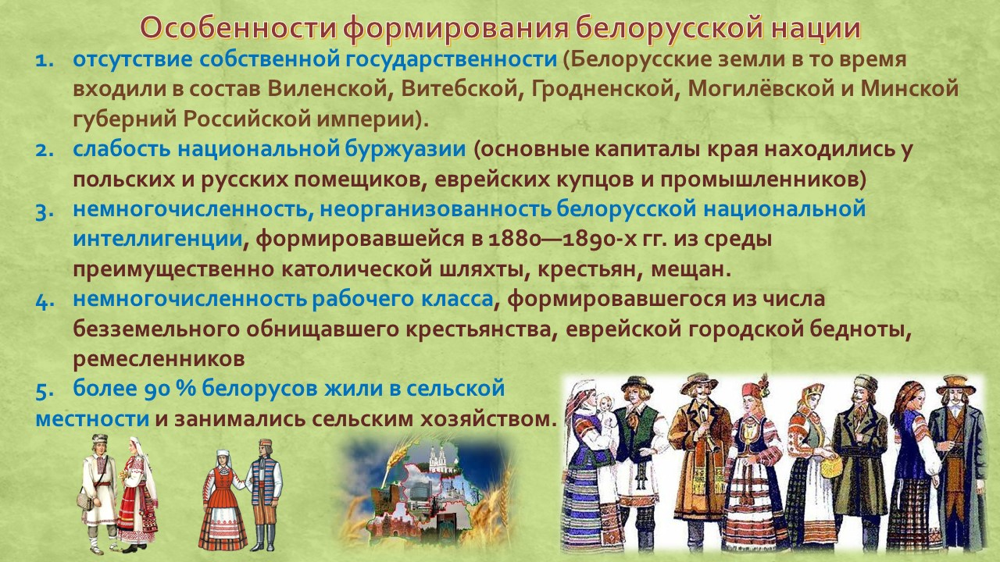 Особенности формирования белорусской нации
1. отсутствие собственной государственности (Белорусские земли в то время
входили в состав Виленской, Витебской, Гродненской, Могилёвской и Минской
губерний Российской империи).
2. слабость национальной буржуазии (основные капиталы края находились у
польских и русских помещиков, еврейских купцов и промышленников)
3. немногочисленность, неорганизованность белорусской национальной
интеллигенции, формировавшейся в 1880—1890-х гг. из среды
преимущественно католической шляхты, крестьян, мещан.
4. немногочисленность рабочего класса, формировавшегося из числа
безземельного обнищавшего крестьянства, еврейской городской бедноты,
ремесленников
5. более 90 % белорусов жили в сельской
местности и занимались сельским хозяйством.